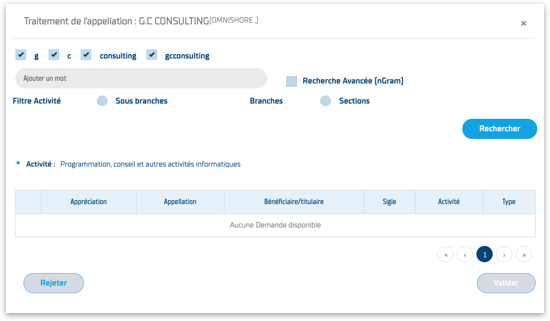 Traitement de l'appellation : G.C CONSULTING(OMNISHORE ,)
×
g c consulting gcconsulting
Ajouter un mot
Recherche Avancée (nGram)
Filtre Activité Sous branches Branches Sections
Rechercher
* Activité : Programmation, conseil et autres activités informatiques
Appréciation Appellation Bénéficiaire/titulaire Sigle Activité Type
Aucune Demande disponible
« ‹ 1 › »
Rejeter Valider